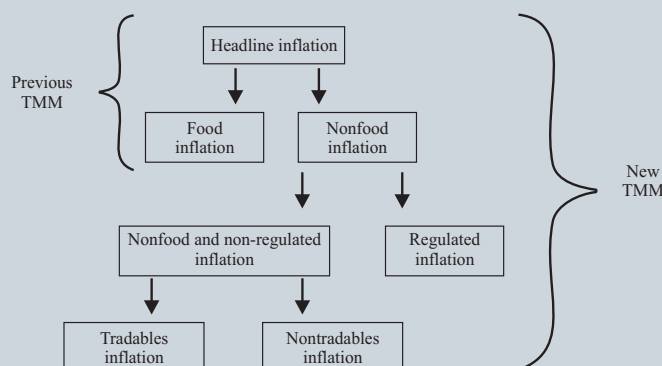 Headline inflation
Previous
TMM
Food
inflation
Nonfood
inflation
New
TMM
Nonfood and non-regulated
inflation
Regulated
inflation
Tradables
inflation
Nontradables
inflation